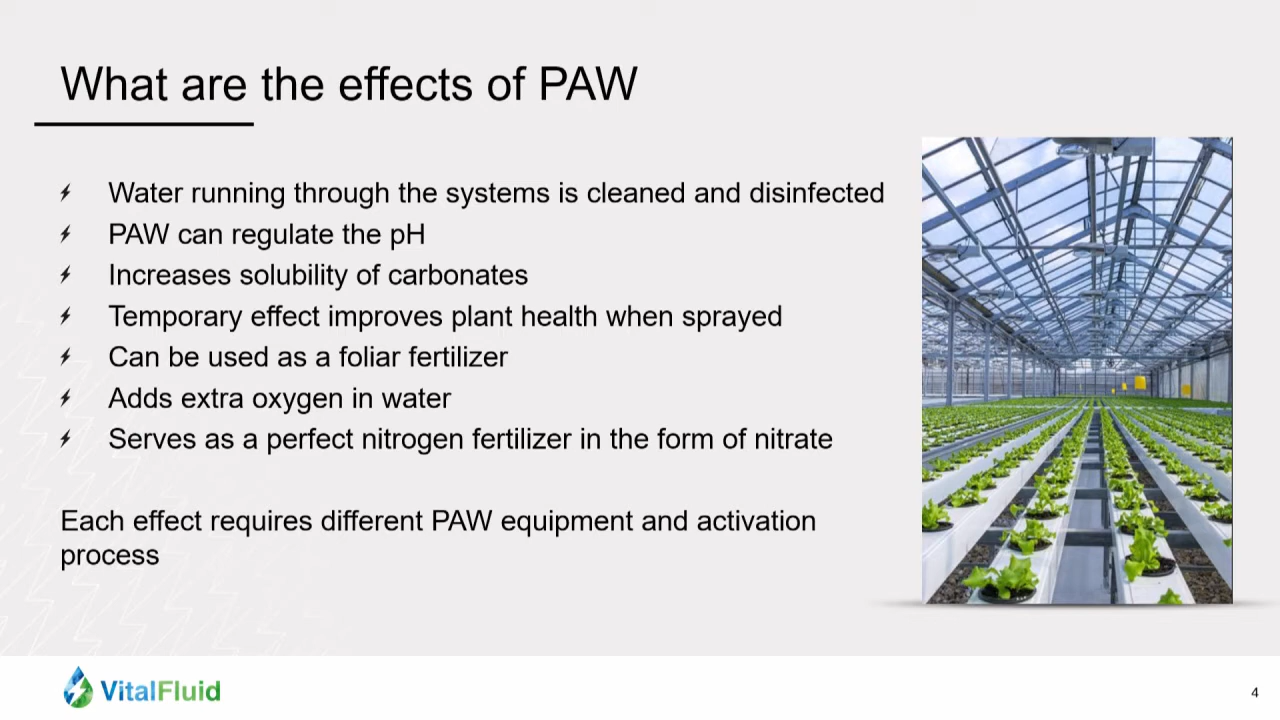 What are the effects of PAW
Water running through the systems is cleaned and disinfected
PAW can regulate the pH
Increases solubility of carbonates
Temporary effect improves plant health when sprayed
Can be used as a foliar fertilizer
Adds extra oxygen in water
Serves as a perfect nitrogen fertilizer in the form of nitrate
Each effect requires different PAW equipment and activation
process
VitalFluid
4